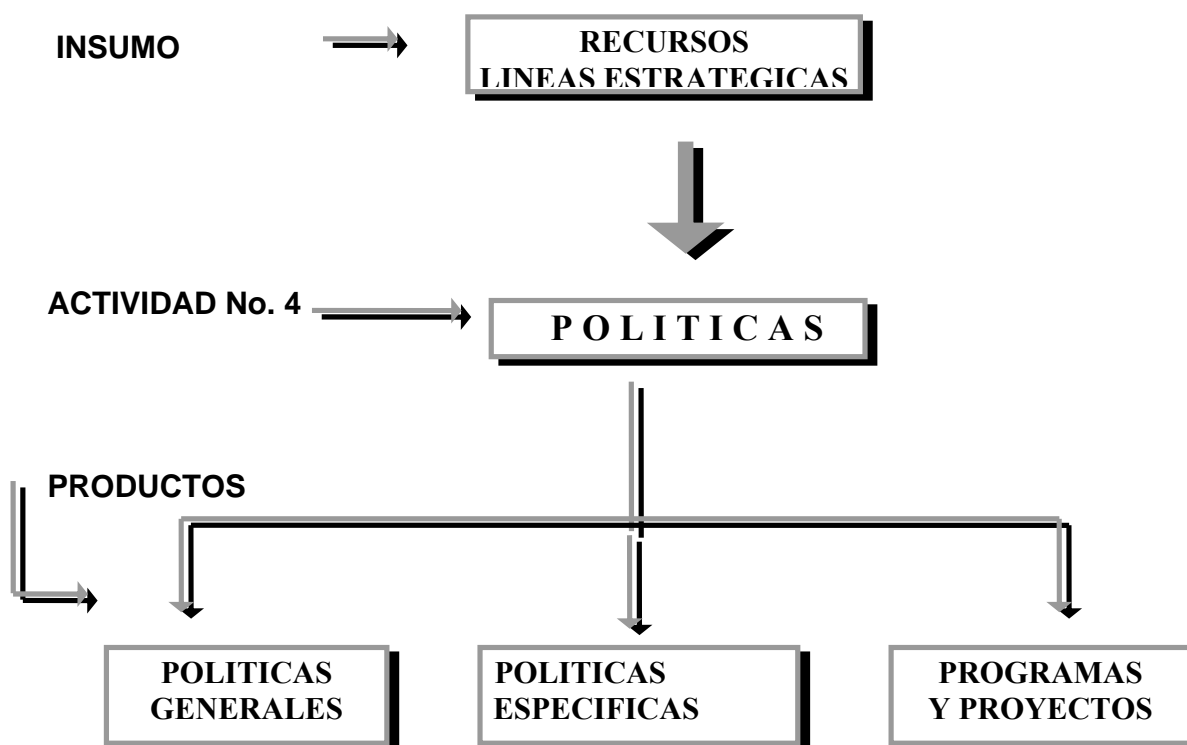 INSUMO
RECURSOS
LINEAS ESTRATEGICAS
ACTIVIDAD No. 4
P O L I T I C A S
PRODUCTOS
POLITICAS
GENERALES
POLITICAS
ESPECIFICAS
PROGRAMAS
Y PROYECTOS